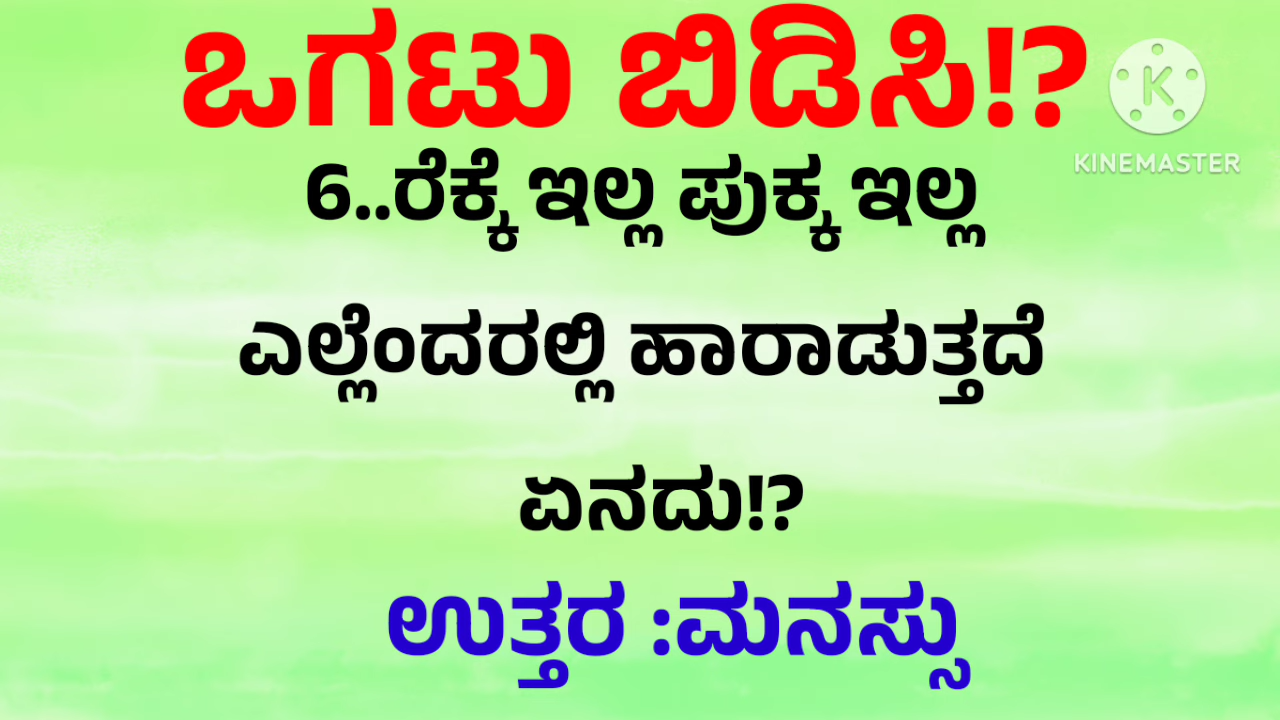 ಒಗಟು ಬಿಡಿಸಿ!?
KINEMASTER
6..ರೆಕ್ಕೆ ಇಲ್ಲ ಪುಕ್ಕ ಇಲ್ಲ
ಎಲ್ಲೆಂದರಲ್ಲಿ ಹಾರಾಡುತ್ತದೆ
ಏನದು!?
ಉತ್ತರ :ಮನಸ್ಸು